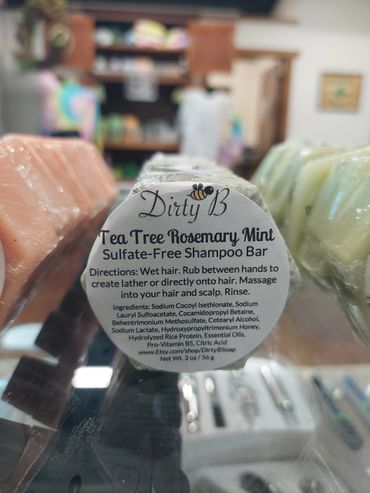 Dirty B
Tea Tree Rosemary Mint
Sulfate-Free Shampoo Bar
Directions: Wet hair. Rub between hands to
create lather or directly onto hair. Massage
into your hair and scalp. Rinse.
Ingredients: Sodium Cocoyl Isethionate, Sodium
Lauryl Sulfoacetate, Cocamidopropyl Betaine,
Behentrimonium Methosulfate, Cetearyl Alcohol,
Sodium Lactate, Hydroxypropyltrimonium Honey,
Hydrolyzed Rice Protein, Essential Oils,
Pro-Vitamin B5, Citric Acid
www.Etsy.com/shop/DirtyBSoap
Net Wt. 2 oz / 56 g